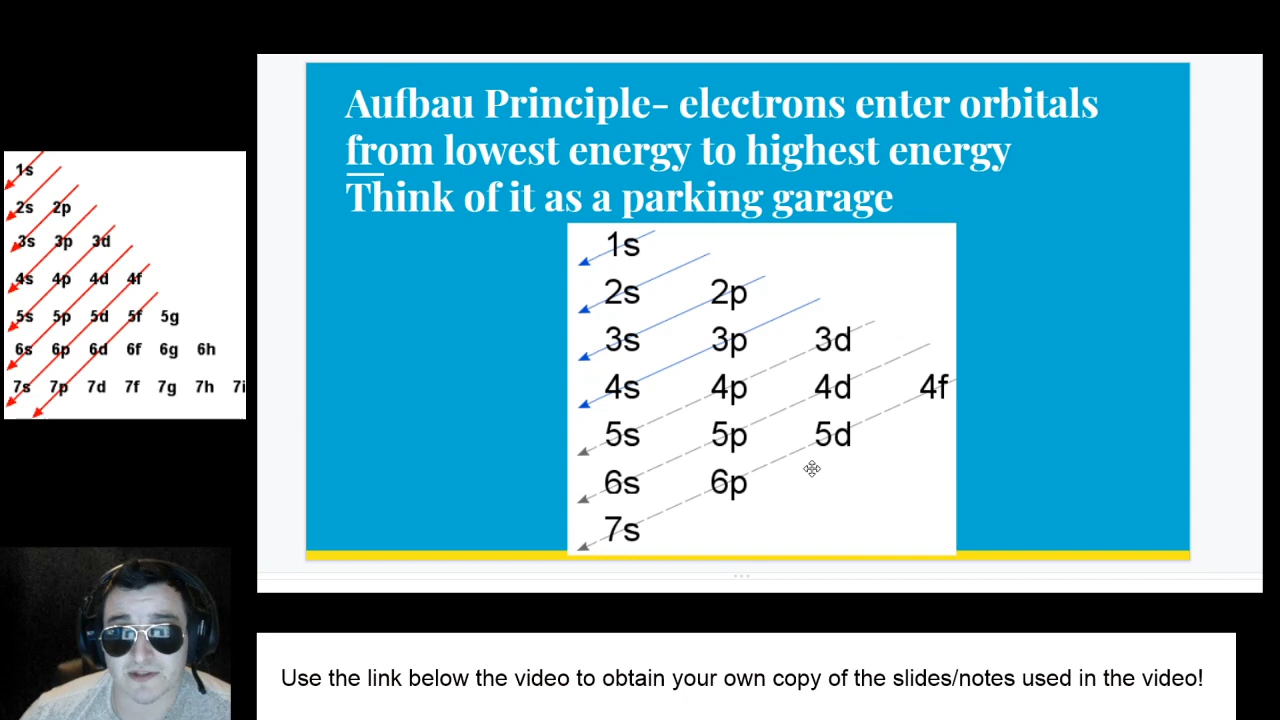 Aufbau Principle- electrons enter orbitals
from lowest energy to highest energy
Think of it as a parking garage
1s
2s 2p
3s 3p 3d
4s 4p 4d 4f
5s 5p 5d 5f 5g
6s 6p 6d 6f 6g 6h
7s 7p 7d 7f 7g 7h 7i
1s
2s 2p
3s 3p 3d
4s 4p 4d 4f
5s 5p 5d
6s 6p
7s
Use the link below the video to obtain your own copy of the slides/notes used in the video!